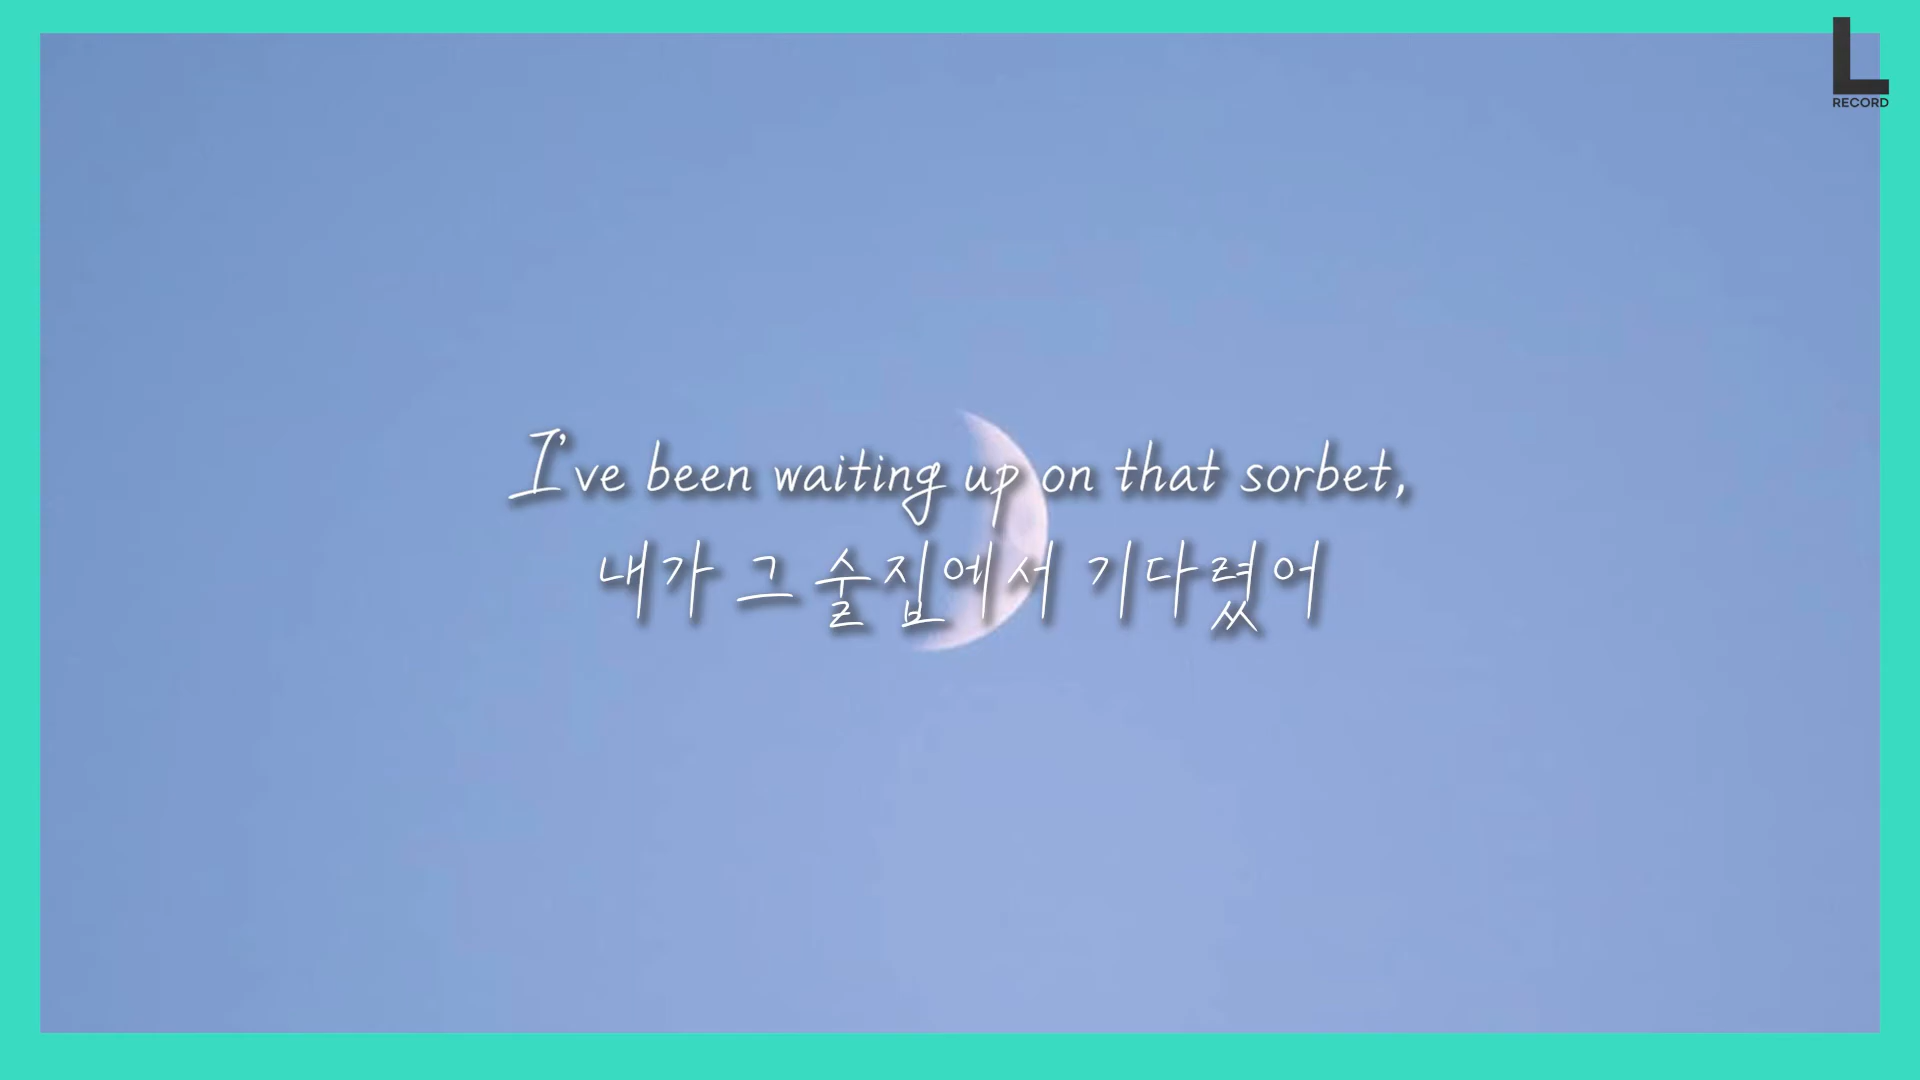 L
RECORD
I've been waiting up on that sorbet,
내가 그 술집에서 기다렸어